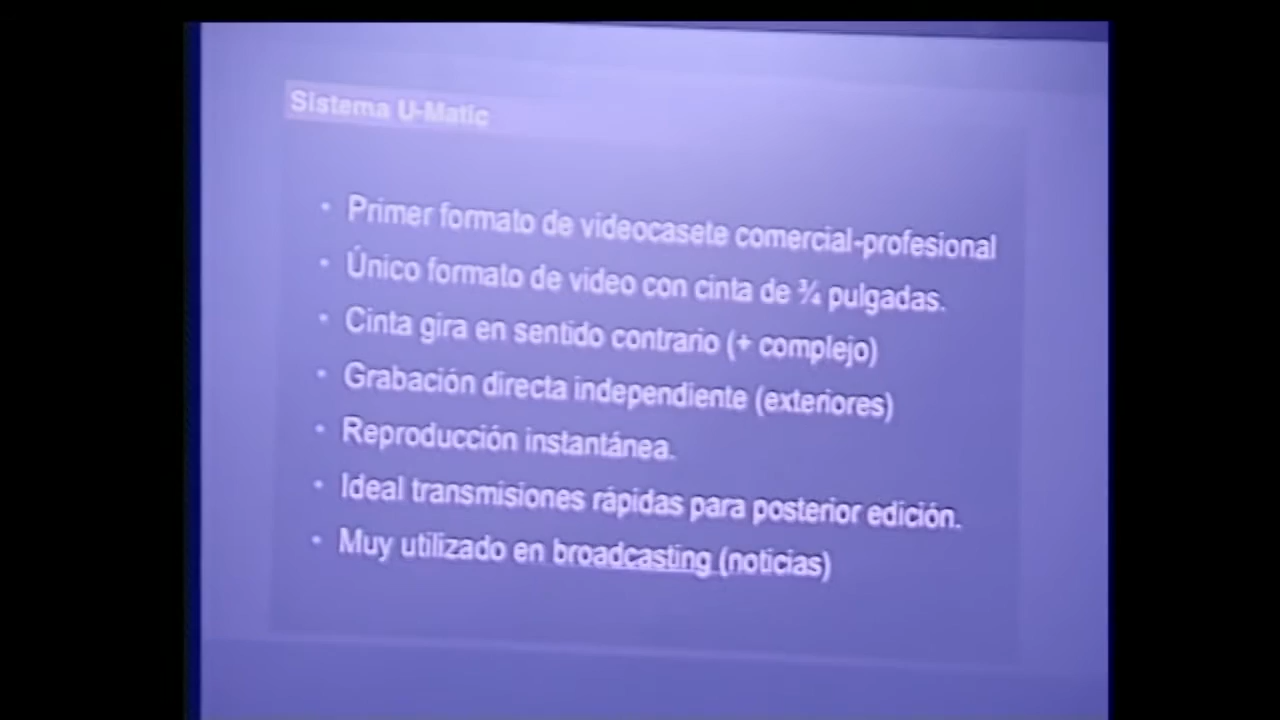 Sistema U-Matic
• Primer formato de videocasete comercial-profesional
• Único formato de video con cinta de ¾ pulgadas.
• Cinta gira en sentido contrario (+ complejo)
• Grabación directa independiente (exteriores)
• Reproducción instantánea.
• Ideal transmisiones rápidas para posterior edición.
• Muy utilizado en broadcasting (noticias)